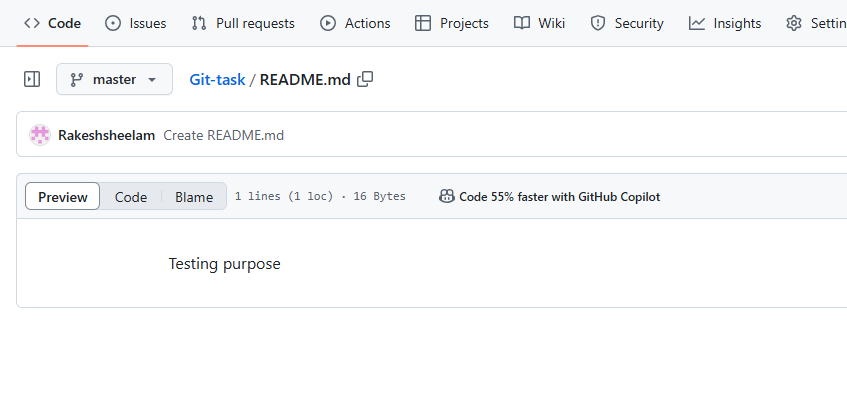 Code Issues Pull requests Actions Projects Wiki Security Insights Settin
master Git-task / README.md
Rakeshsheelam Create README.md
Preview Code Blame 1 lines (1 loc) · 16 Bytes Code 55% faster with GitHub Copilot
Testing purpose